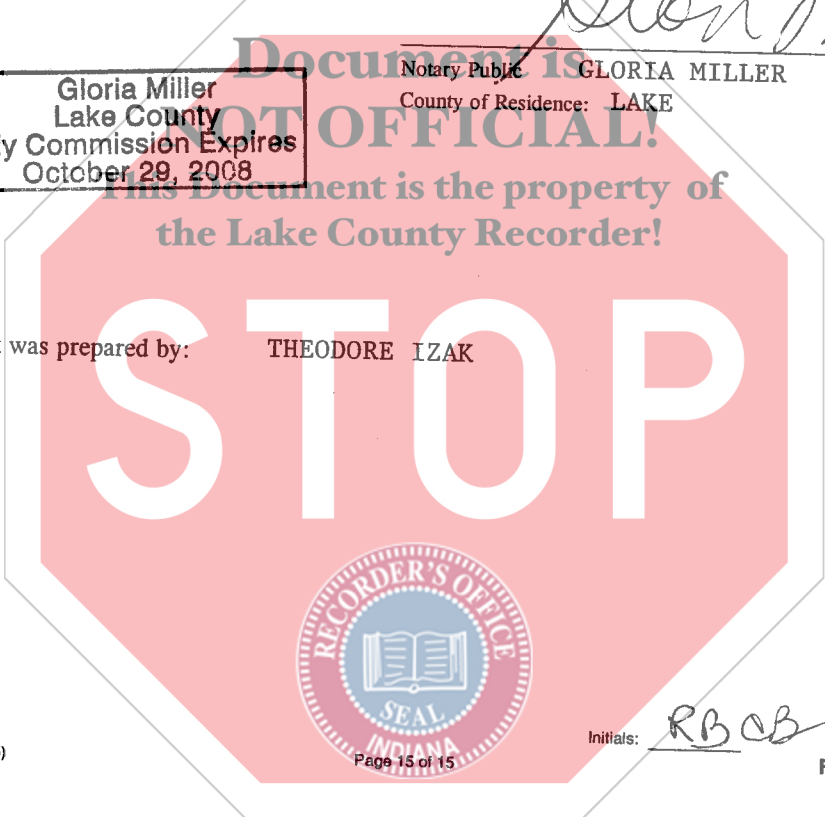 Document is
Notary Public GLORIA MILLER
Gloria Miller
County of Residence: LAKE
Lake County
NOT OFFICIAL!
y Commission Expires
October 29, 2008
This Document is the property of
the Lake County Recorder!
STOP
was prepared by: THEODORE IZAK
RECORDER'S OFFICE
SEAL
INDIANA
Initials: RB CB
Page 15 of 15